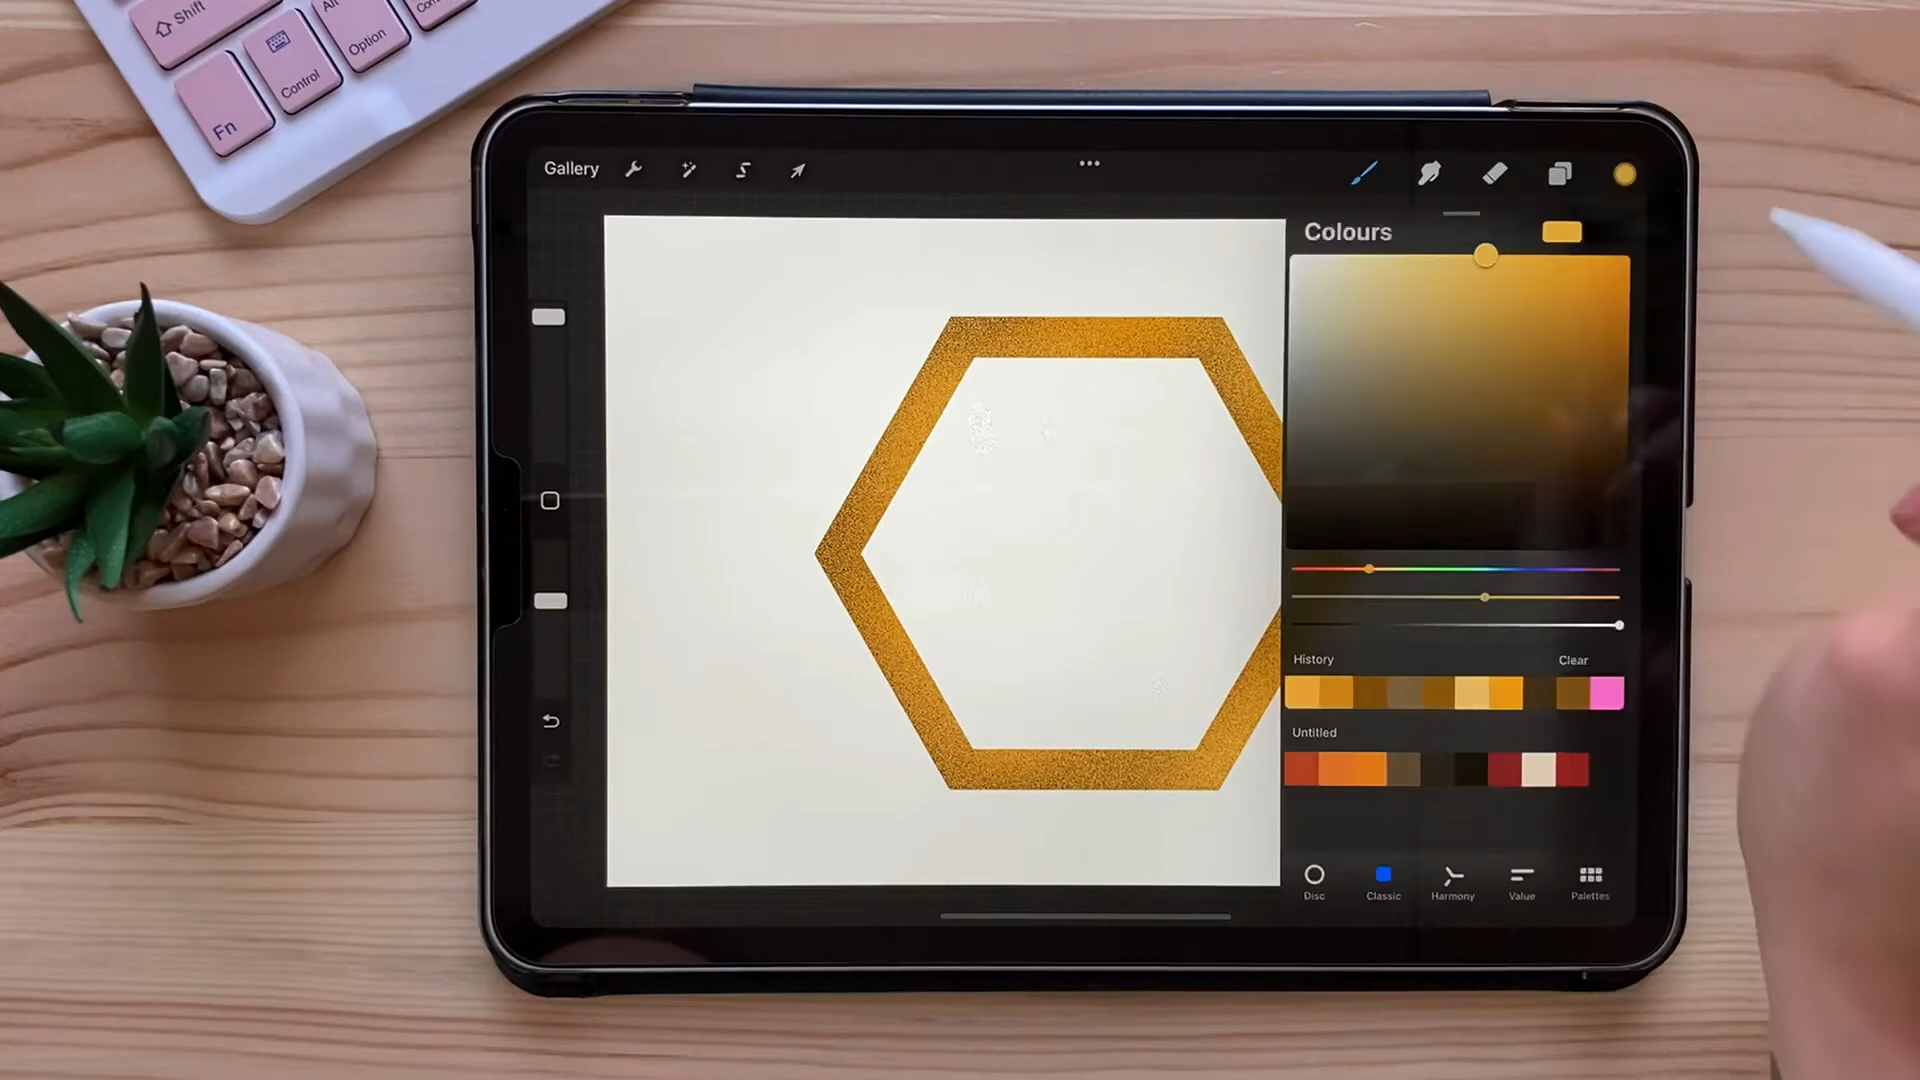 Shift
Alt
Option
Control
Fn
Gallery
Colours
History
Clear
Untitled
Disc
Classic
Harmony
Value
Palettes